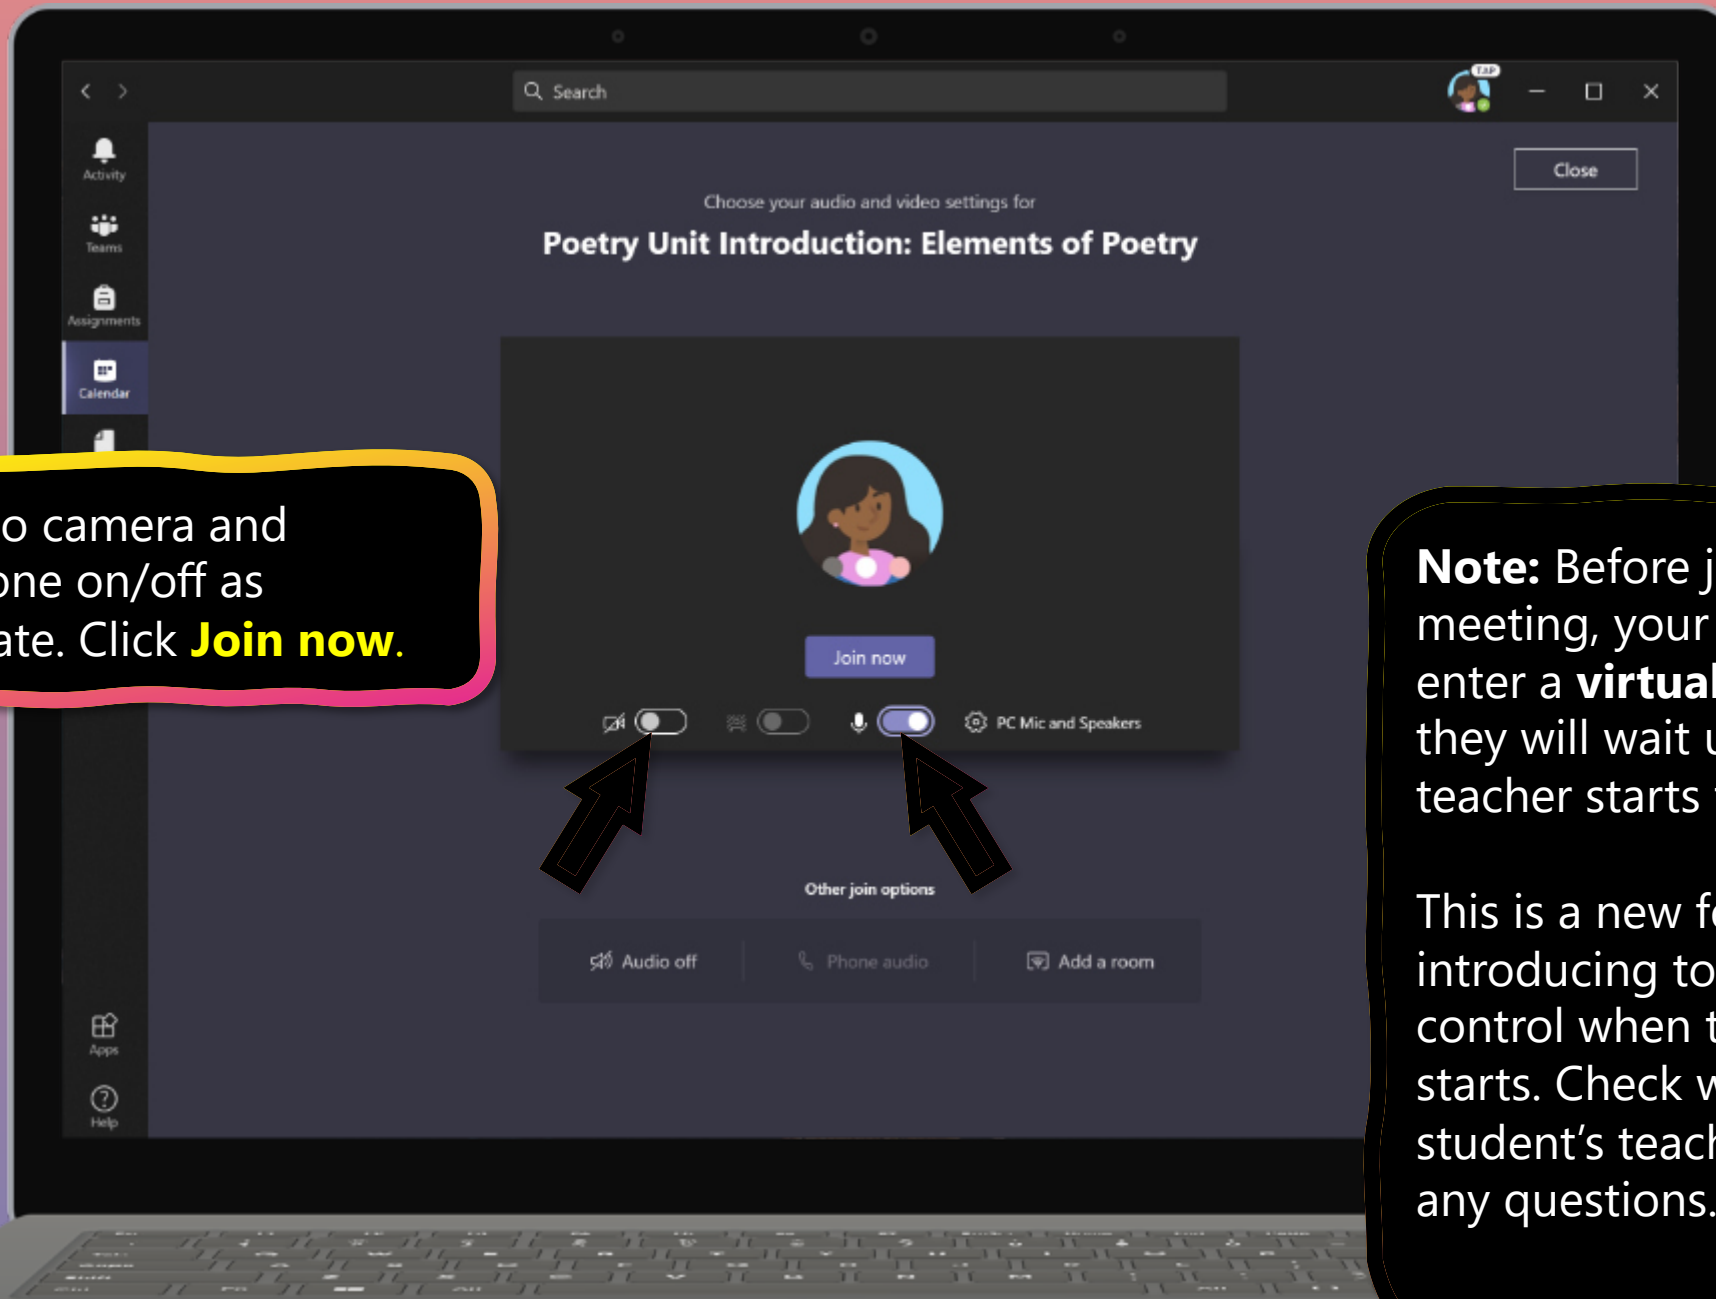 Search
TAP
Close
Activity
Teams
Assignments
Calendar
Choose your audio and video settings for
Poetry Unit Introduction: Elements of Poetry
o camera and
one on/off as
ate. Click Join now.
Join now
PC Mic and Speakers
Other join options
Audio off
Phone audio
Add a room
Apps
Help
Note: Before j
meeting, your
enter a virtual
they will wait u
teacher starts
This is a new fe
introducing to
control when t
starts. Check w
student’s teach
any questions.